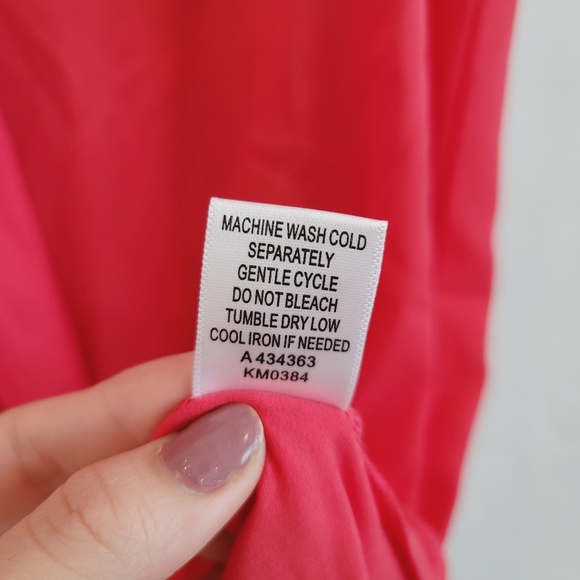 MACHINE WASH COLD
SEPARATELY
GENTLE CYCLE
DO NOT BLEACH
TUMBLE DRY LOW
COOL IRON IF NEEDED
A 434363
KM0384